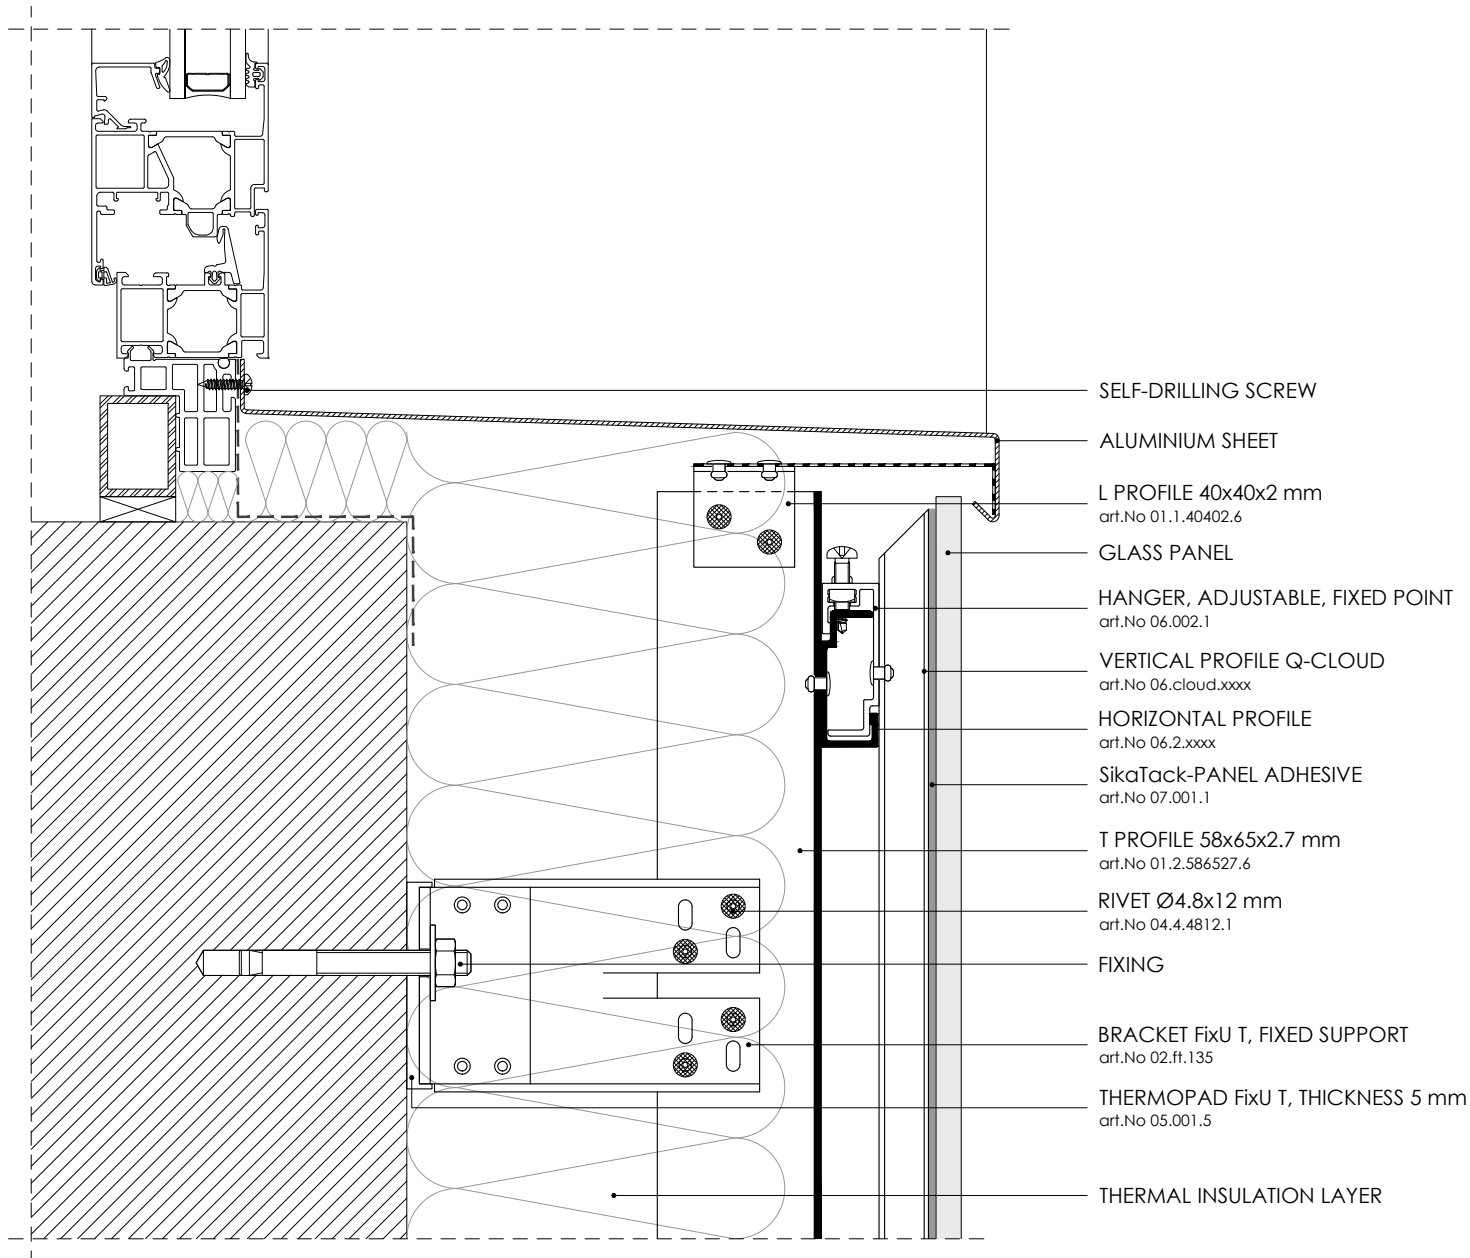 SELF-DRILLING SCREW
ALUMINIUM SHEET
L PROFILE 40x40x2 mm
art.No 01.1.40402.6
GLASS PANEL
HANGER, ADJUSTABLE, FIXED POINT
art.No 06.002.1
VERTICAL PROFILE Q-CLOUD
art.No 06.cloud.xxxx
HORIZONTAL PROFILE
art.No 06.2.xxxx
SikaTack-PANEL ADHESIVE
art.No 07.001.1
T PROFILE 58x65x2.7 mm
art.No 01.2.586527.6
RIVET Ø4.8x12 mm
art.No 04.4.4812.1
FIXING
BRACKET FixU T, FIXED SUPPORT
art.No 02.ft.135
THERMOPAD FixU T, THICKNESS 5 mm
art.No 05.001.5
THERMAL INSULATION LAYER